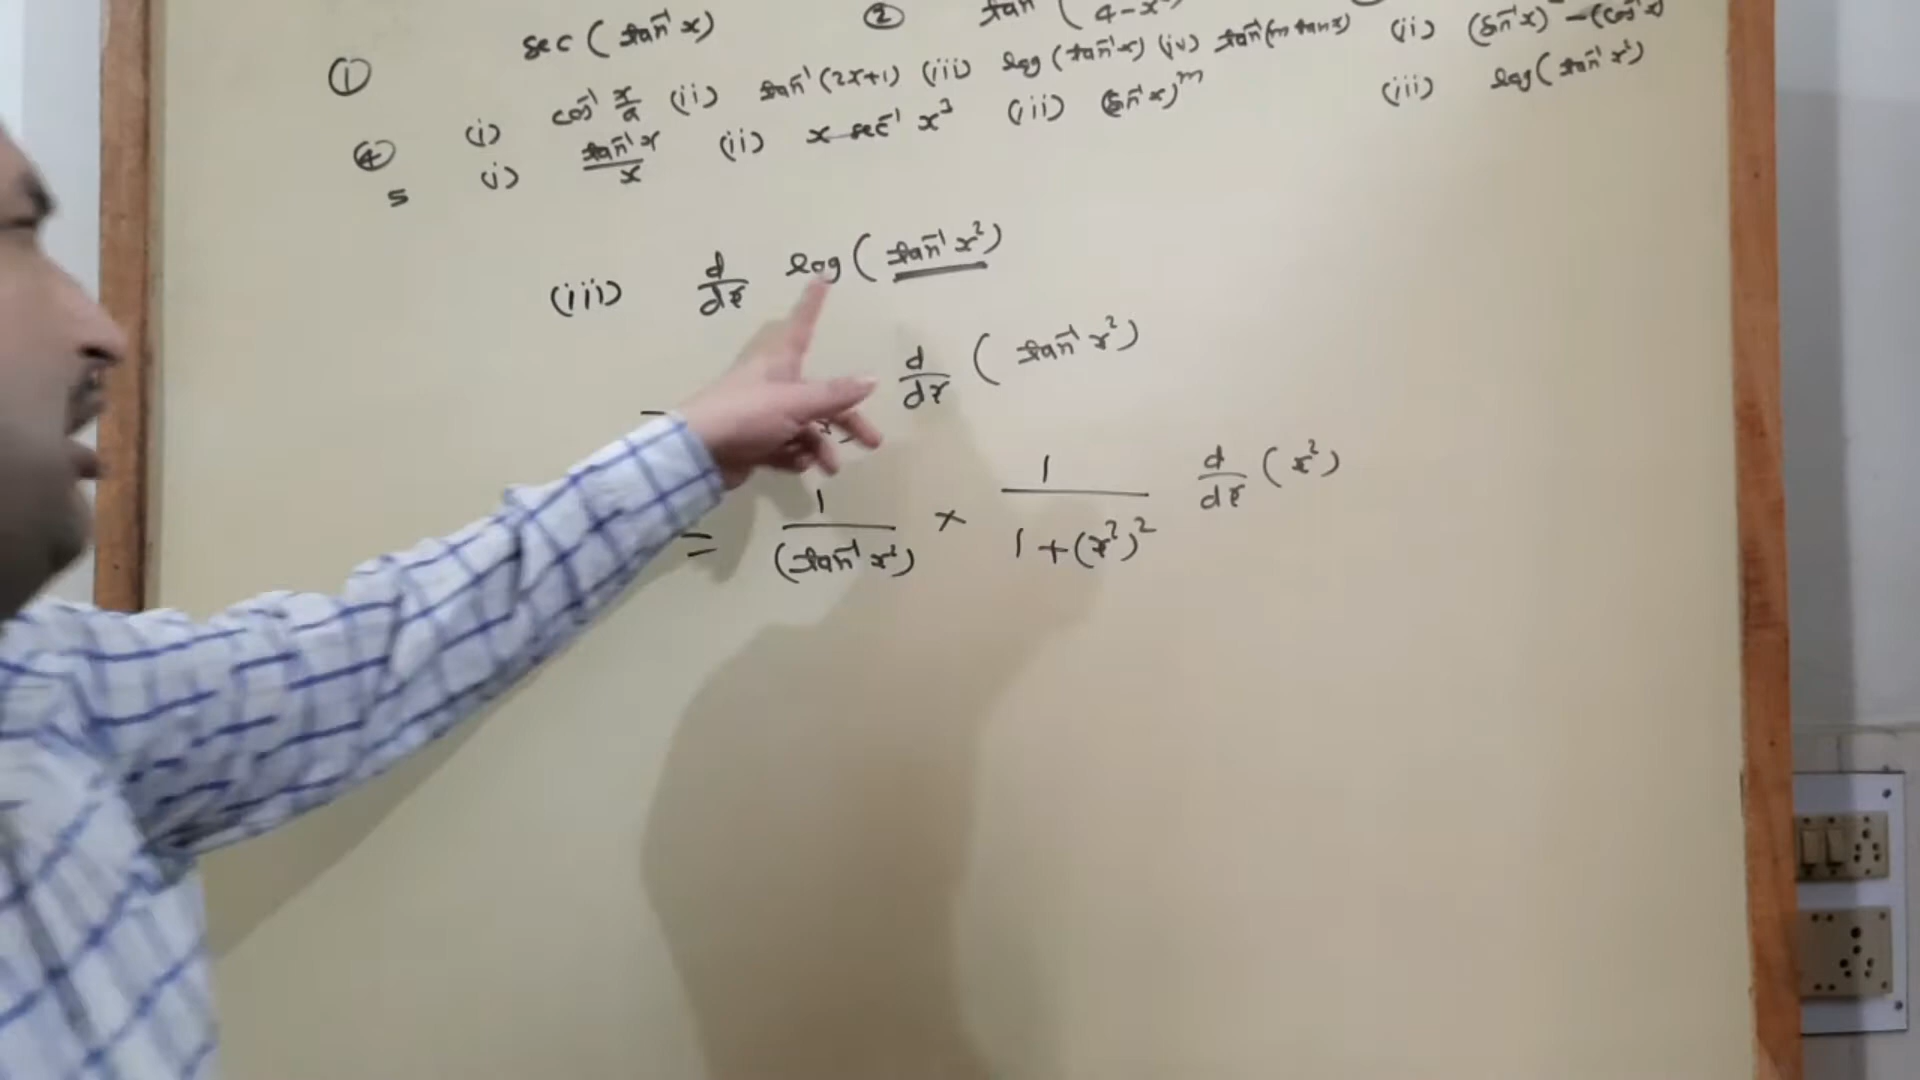 ① sec ( tan⁻¹ x ) ② tan ( 4 - x
④ (i) cos⁻¹ x/a (ii) tan⁻¹ (2x+1) (iii) log ( tan⁻¹ x ) (iv) tan⁻¹ (m tan x) (ii) (sin⁻¹ x) - (cos⁻¹ x)
5 (i) tan⁻¹ x / x (ii) x sec⁻¹ x³ (iii) (sin⁻¹ x)ᵐ (iii) log ( tan⁻¹ x² )
(iii) d/dx log ( tan⁻¹ x² )
d/dx ( tan⁻¹ x² )
= 1/(tan⁻¹ x²) × 1/(1 + (x²)²) d/dx ( x² )